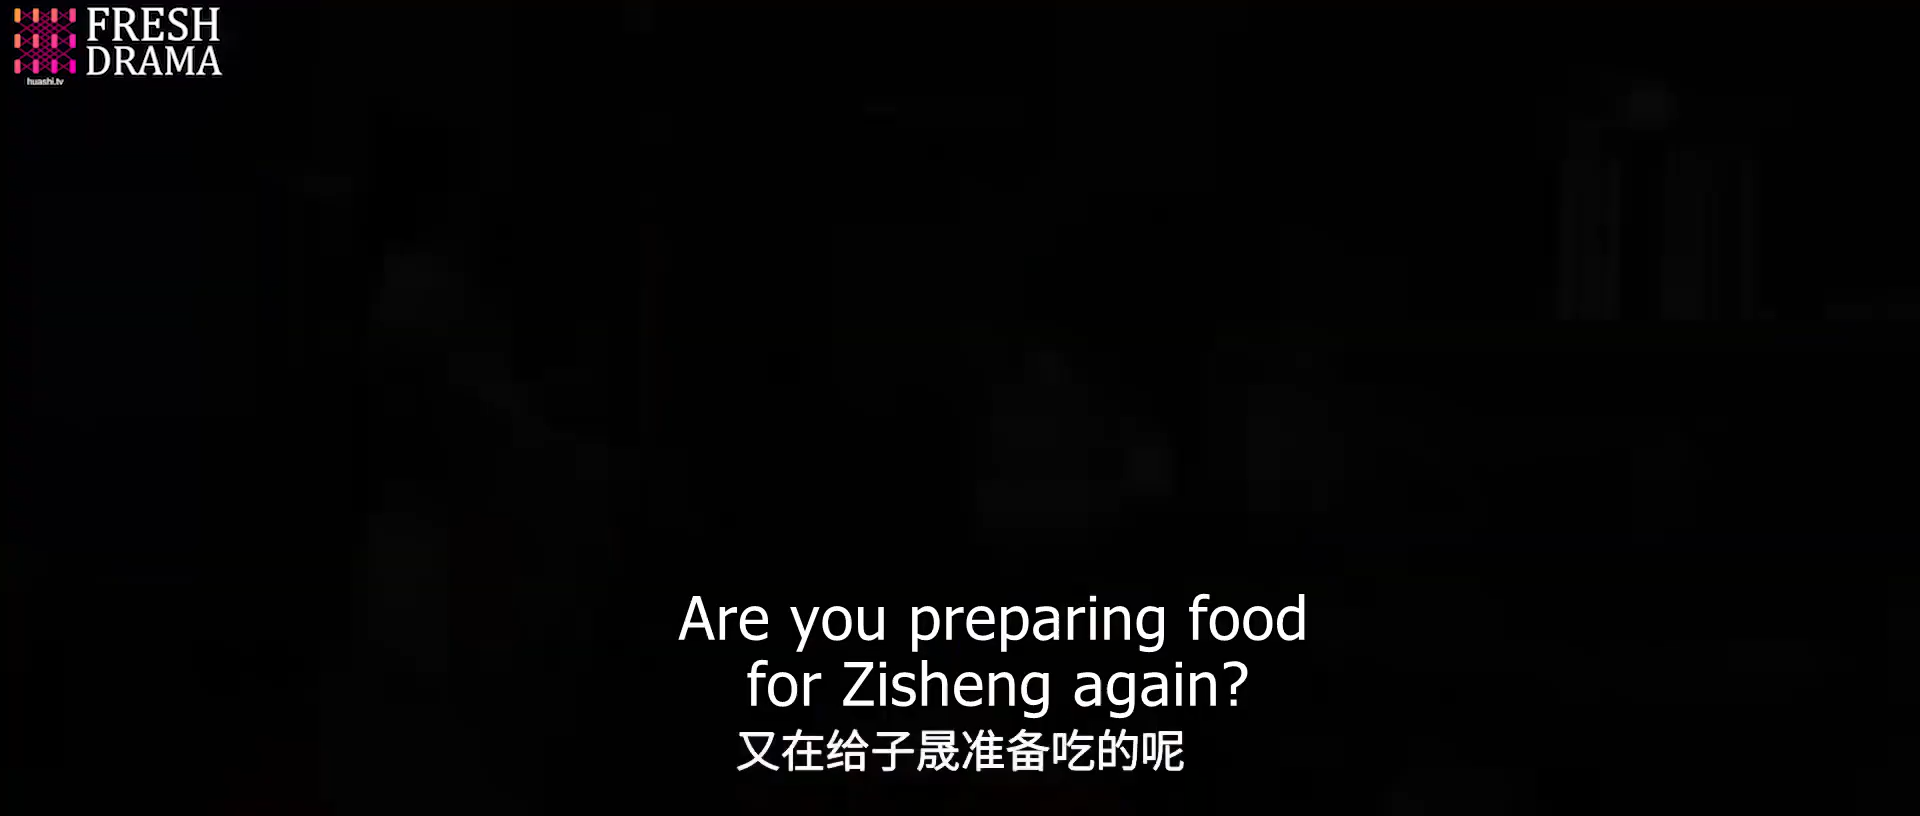 FRESH
DRAMA
huashi.tv
Are you preparing food
for Zisheng again?
又在给子晟准备吃的呢